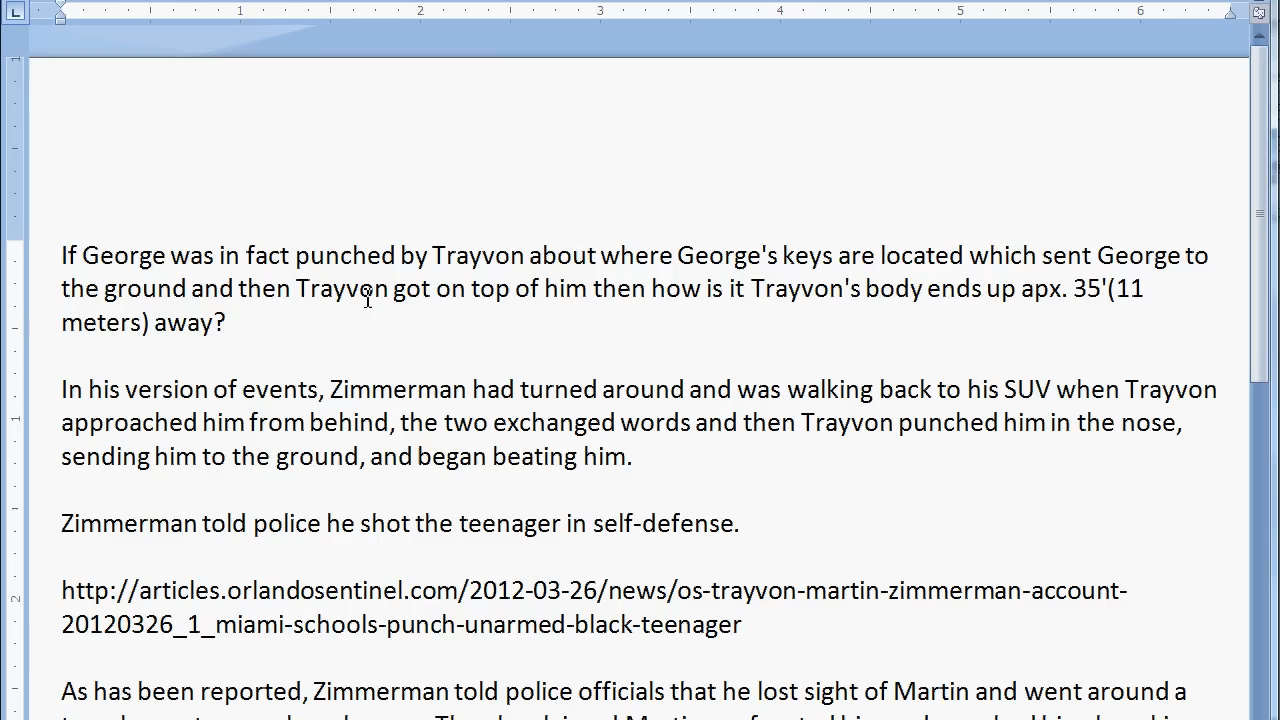 1 2 3 4 5 6
If George was in fact punched by Trayvon about where George's keys are located which sent George to
the ground and then Trayvon got on top of him then how is it Trayvon's body ends up apx. 35'(11
meters) away?
In his version of events, Zimmerman had turned around and was walking back to his SUV when Trayvon
approached him from behind, the two exchanged words and then Trayvon punched him in the nose,
sending him to the ground, and began beating him.
Zimmerman told police he shot the teenager in self-defense.
http://articles.orlandosentinel.com/2012-03-26/news/os-trayvon-martin-zimmerman-account-
20120326_1_miami-schools-punch-unarmed-black-teenager
As has been reported, Zimmerman told police officials that he lost sight of Martin and went around a